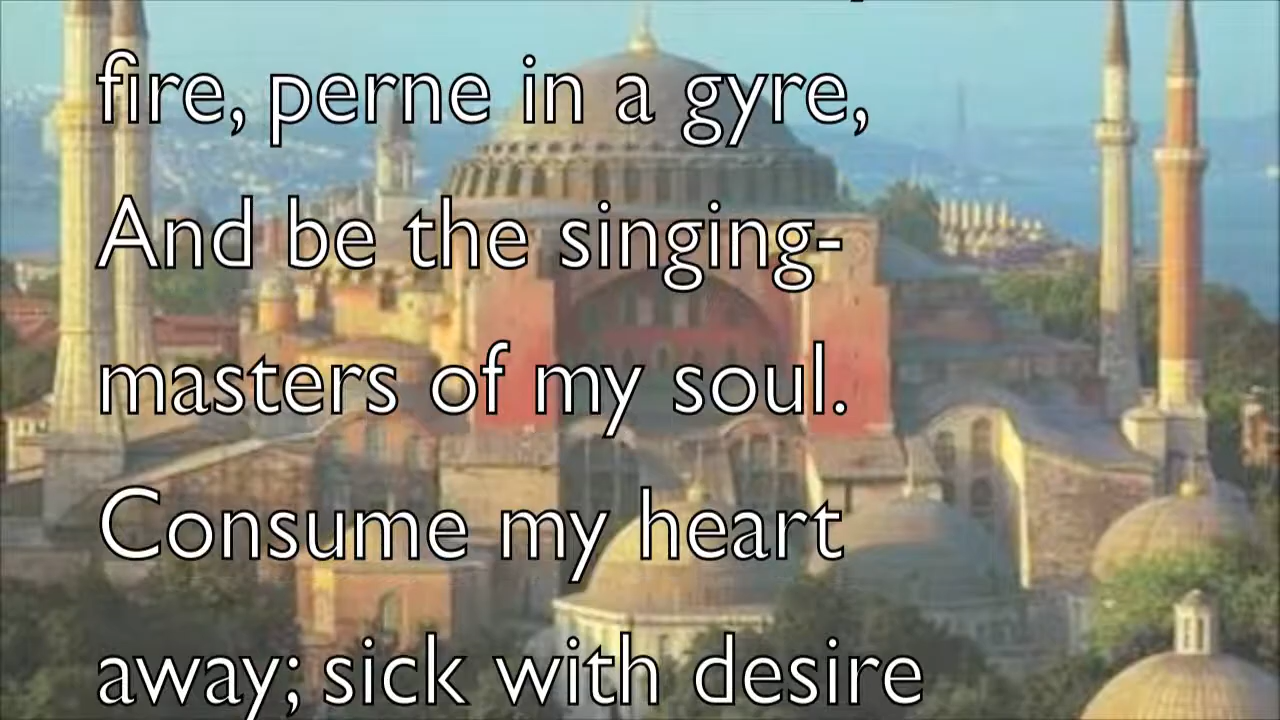 fire, perne in a gyre,
And be the singing-
masters of my soul.
Consume my heart
away; sick with desire